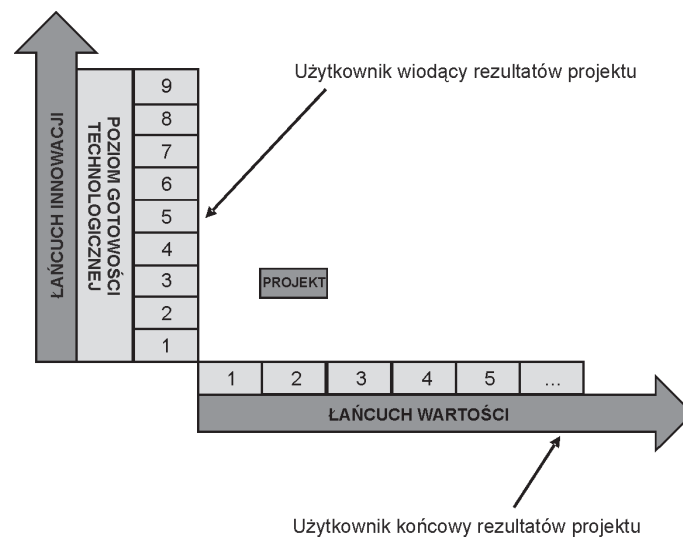 Użytkownik wiodący rezultatów projektu
ŁAŃCUCH INNOWACJI
POZIOM GOTOWOŚCI
TECHNOLOGICZNEJ
9
8
7
6
5
4
3
2
1
PROJEKT
1 2 3 4 5 ...
ŁAŃCUCH WARTOŚCI
Użytkownik końcowy rezultatów projektu